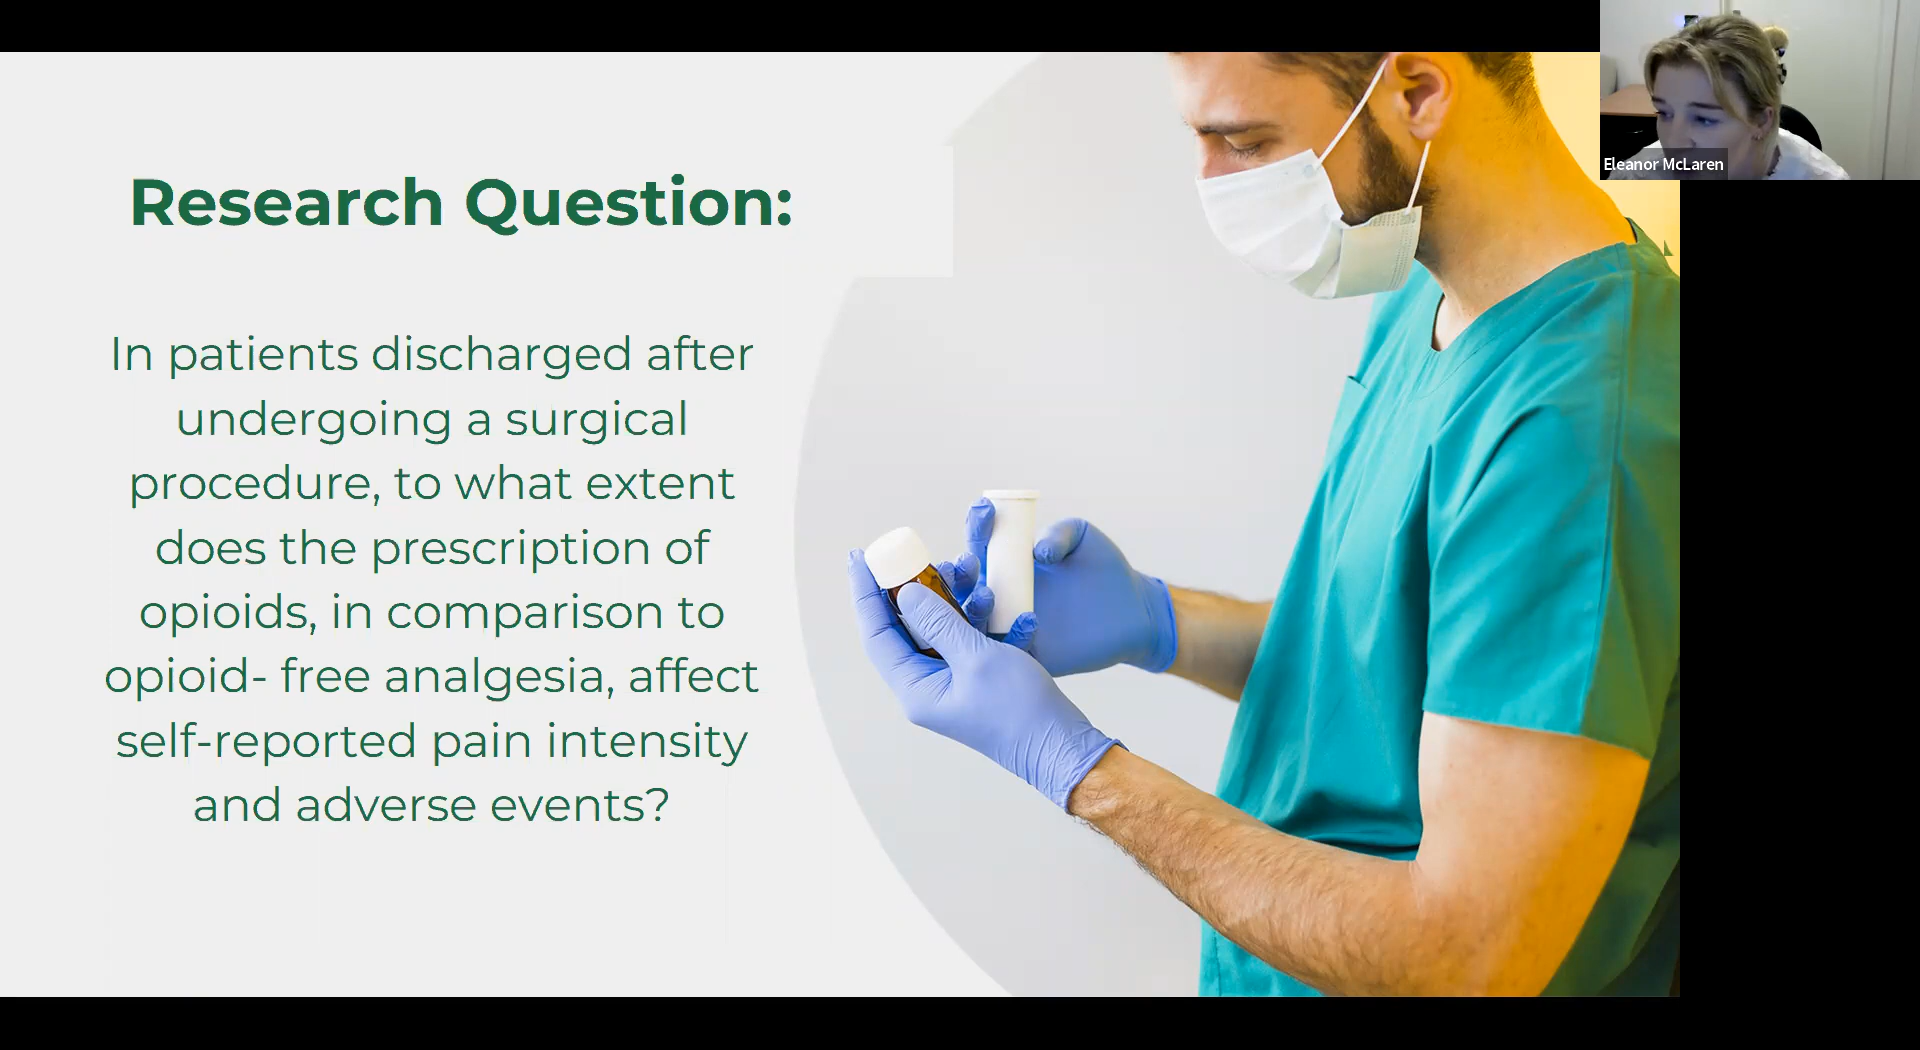 Research Question:
In patients discharged after
undergoing a surgical
procedure, to what extent
does the prescription of
opioids, in comparison to
opioid- free analgesia, affect
self-reported pain intensity
and adverse events?
Eleanor McLaren